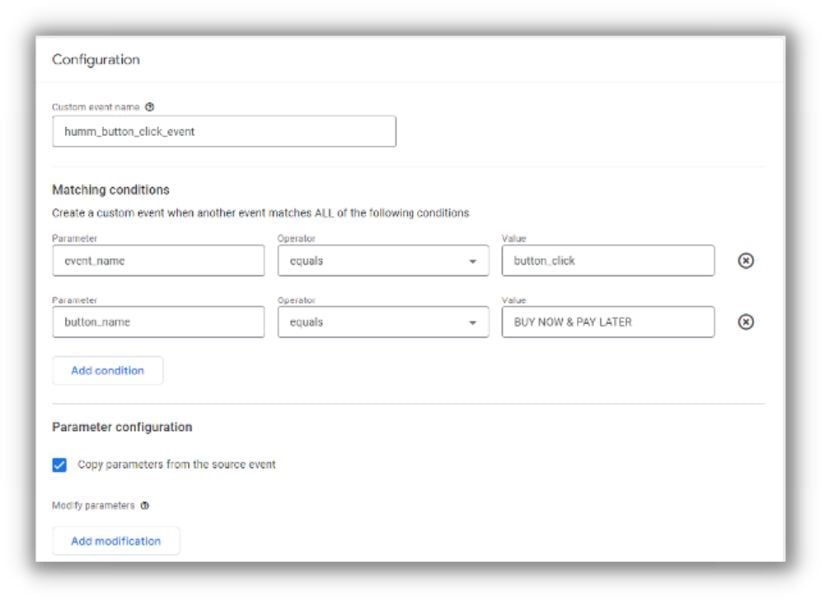 Configuration
Custom event name
humm_button_click_event
Matching conditions
Create a custom event when another event matches ALL of the following conditions
Parameter Operator Value
event_name equals button_click
Parameter Operator Value
button_name equals BUY NOW & PAY LATER
Add condition
Parameter configuration
Copy parameters from the source event
Modify parameters
Add modification